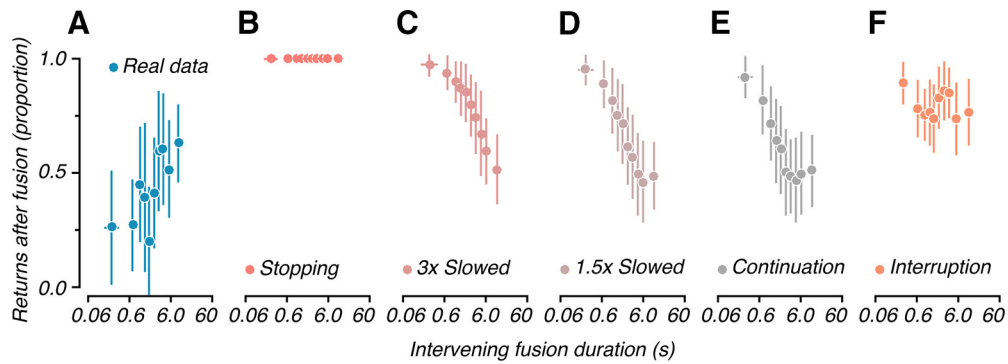 A B C D E F
Returns after fusion (proportion)
1.0
0.5
0.0
Real data
Stopping
3x Slowed
1.5x Slowed
Continuation
Interruption
0.06 0.6 6.0 60
0.06 0.6 6.0 60
0.06 0.6 6.0 60
0.06 0.6 6.0 60
0.06 0.6 6.0 60
0.06 0.6 6.0 60
Intervening fusion duration (s)